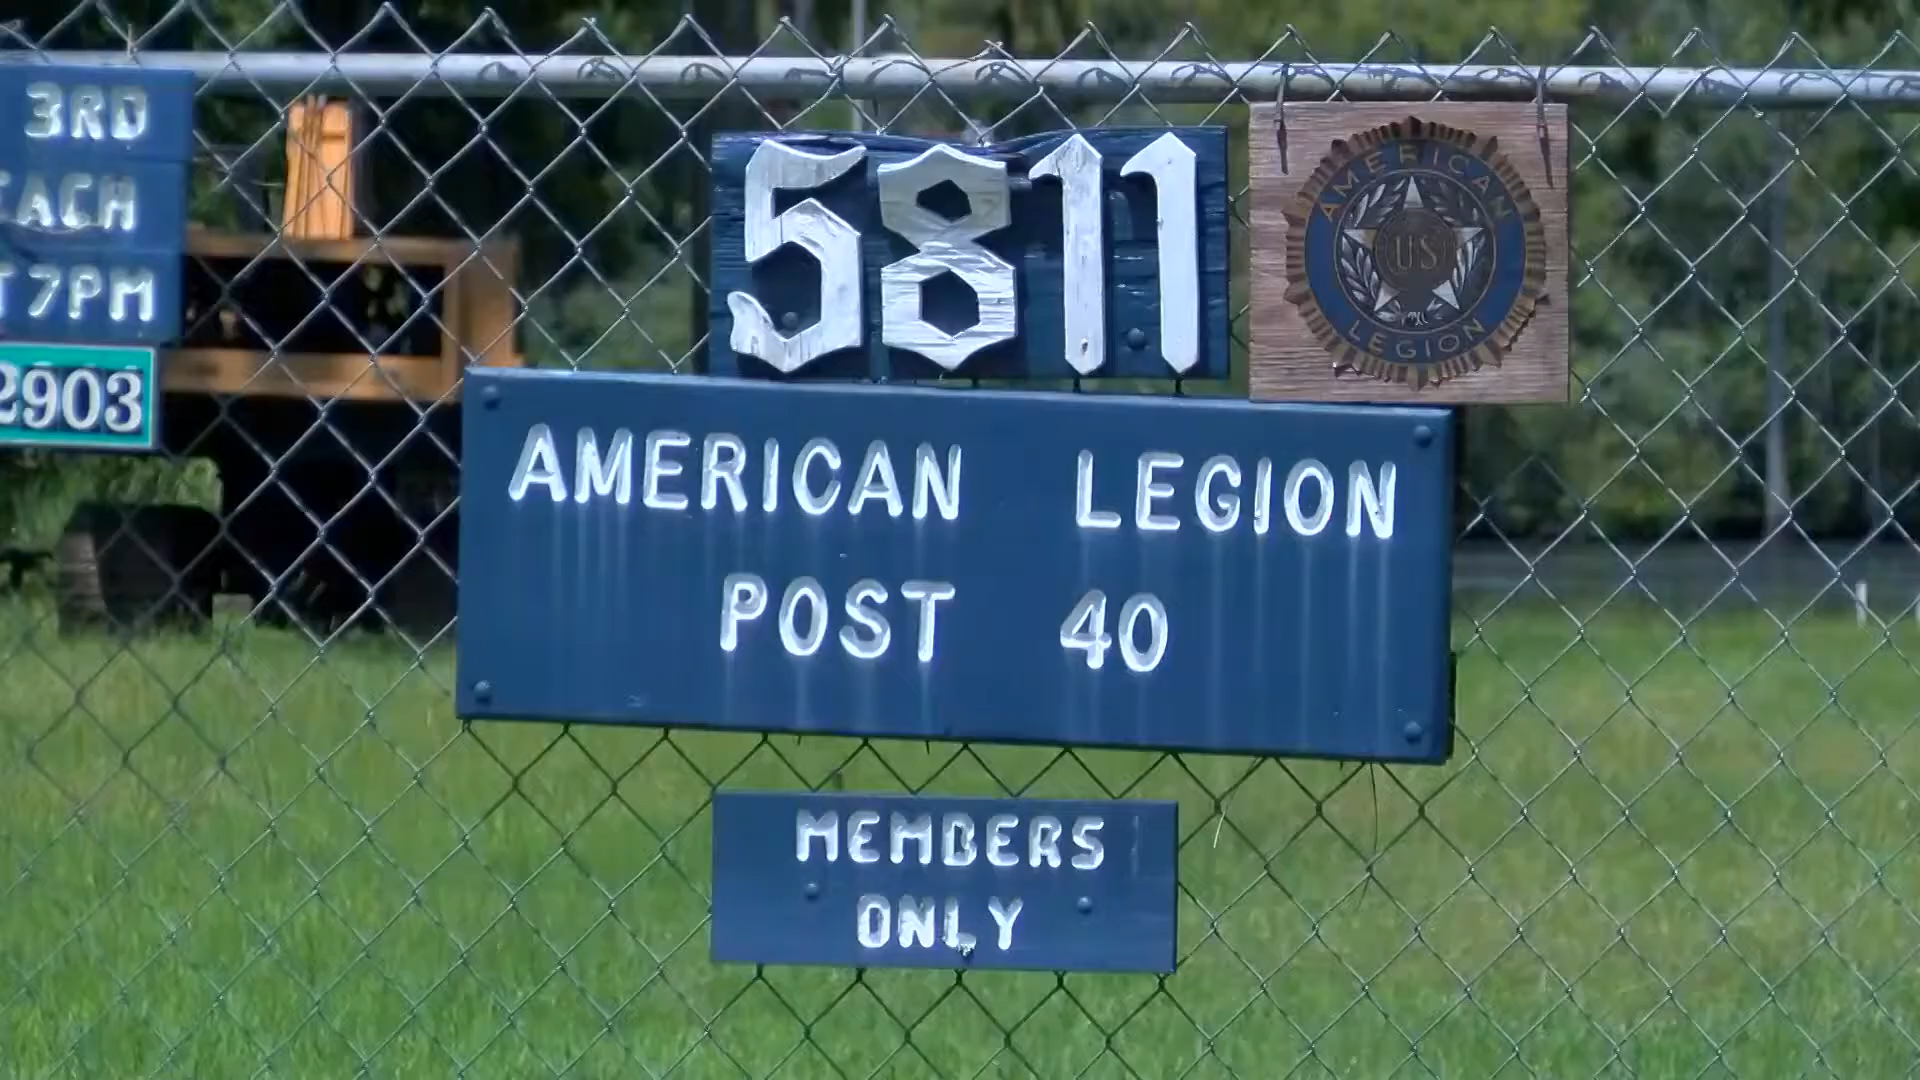 3RD
7PM
2903
5811
AMERICAN
US
LEGION
AMERICAN LEGION
POST 40
MEMBERS
ONLY